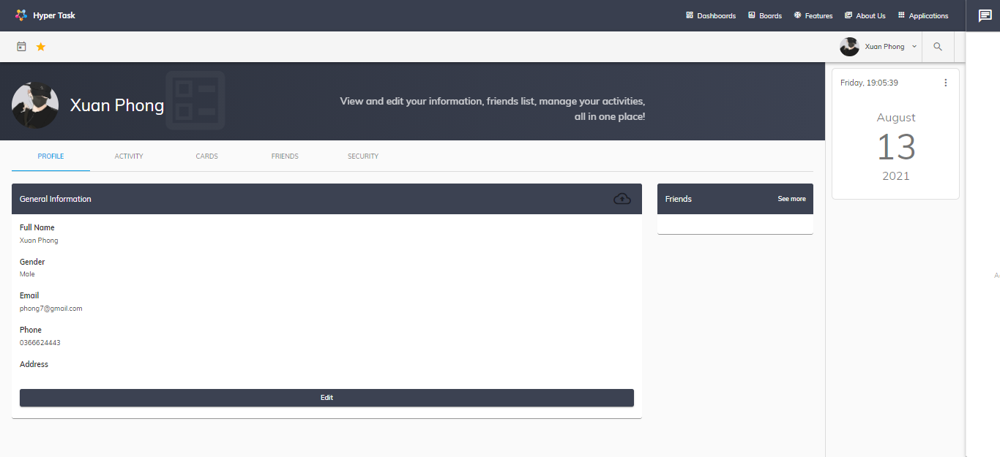 Hyper Task
Dashboards
Boards
Features
About Us
Applications
Xuan Phong
Xuan Phong
View and edit your information, friends list, manage your activities,
all in one place!
Friday, 19:05:39
August
13
2021
PROFILE
ACTIVITY
CARDS
FRIENDS
SECURITY
General Information
Friends
See more
Full Name
Xuan Phong
Gender
Male
Email
phong7@gmail.com
Phone
0366624443
Address
Edit